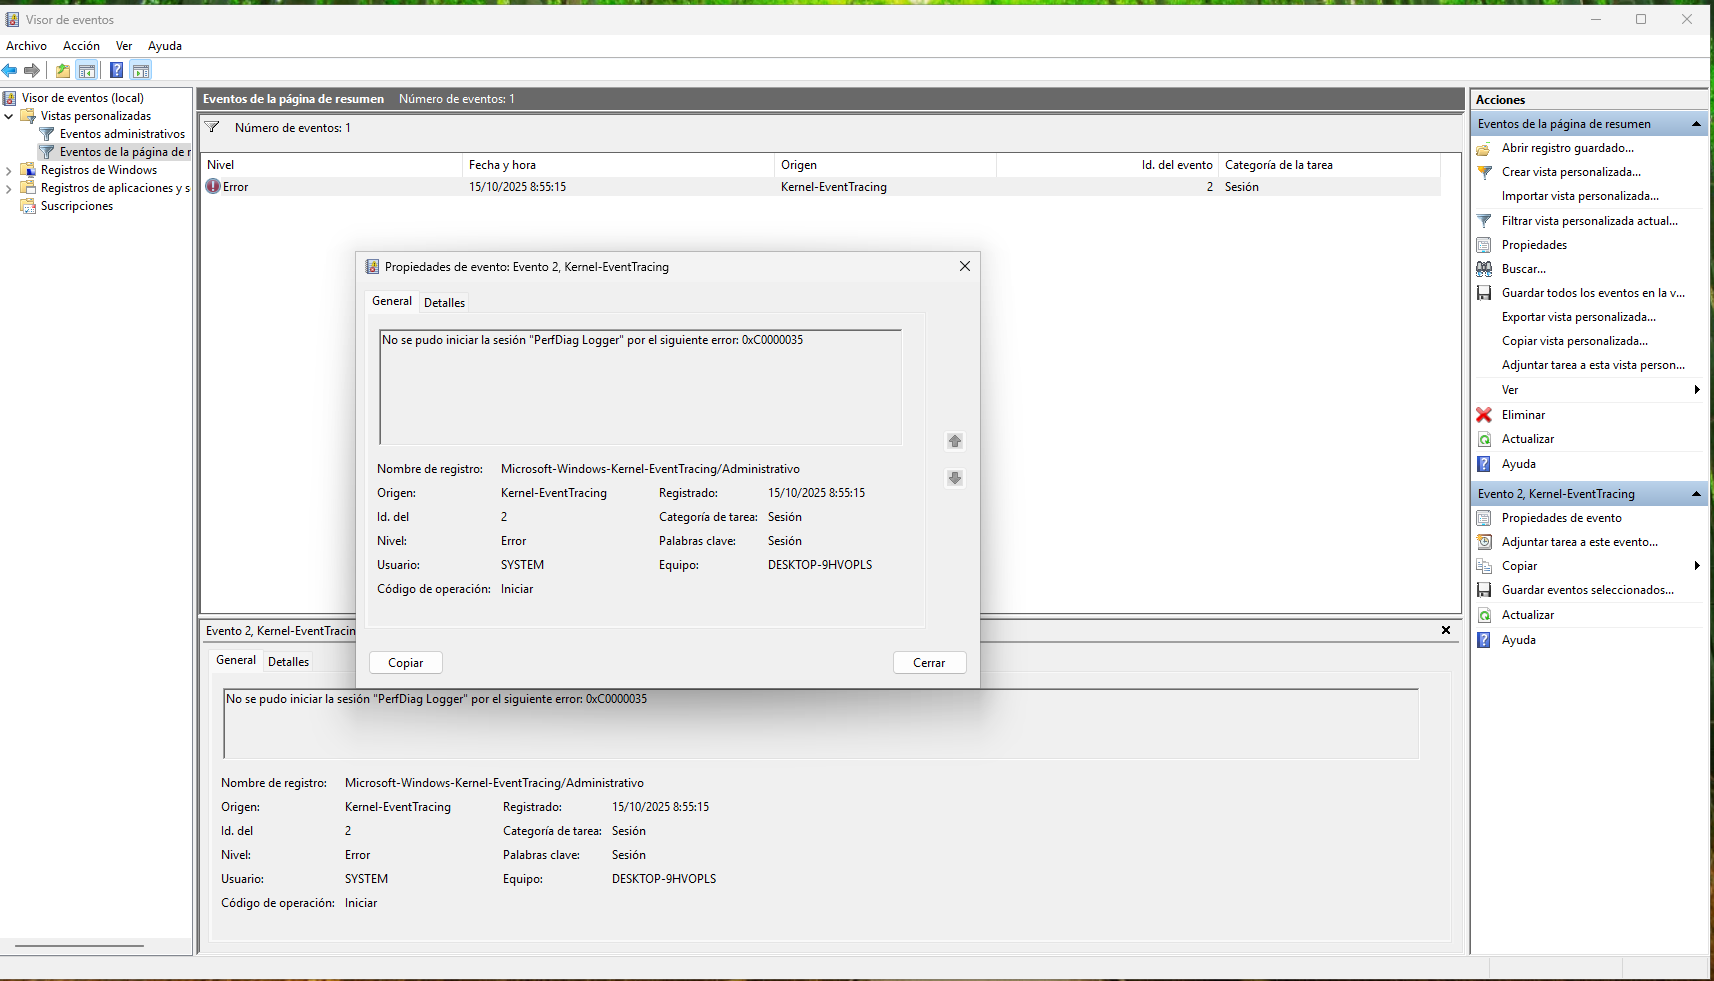 Visor de eventos
Archivo Acción Ver Ayuda
Visor de eventos (local)
Vistas personalizadas
Eventos administrativos
Eventos de la página de r
Registros de Windows
Registros de aplicaciones y s
Suscripciones
Eventos de la página de resumen Número de eventos: 1
Número de eventos: 1
Nivel Fecha y hora Origen Id. del evento Categoría de la tarea
Error 15/10/2025 8:55:15 Kernel-EventTracing 2 Sesión
Propiedades de evento: Evento 2, Kernel-EventTracing
General Detalles
No se pudo iniciar la sesión "PerfDiag Logger" por el siguiente error: 0xC0000035
Nombre de registro: Microsoft-Windows-Kernel-EventTracing/Administrativo
Origen: Kernel-EventTracing Registrado: 15/10/2025 8:55:15
Id. del 2 Categoría de tarea: Sesión
Nivel: Error Palabras clave: Sesión
Usuario: SYSTEM Equipo: DESKTOP-9HVOPLS
Código de operación: Iniciar
Copiar Cerrar
Evento 2, Kernel-EventTracin
General Detalles
No se pudo iniciar la sesión "PerfDiag Logger" por el siguiente error: 0xC0000035
Nombre de registro: Microsoft-Windows-Kernel-EventTracing/Administrativo
Origen: Kernel-EventTracing Registrado: 15/10/2025 8:55:15
Id. del 2 Categoría de tarea: Sesión
Nivel: Error Palabras clave: Sesión
Usuario: SYSTEM Equipo: DESKTOP-9HVOPLS
Código de operación: Iniciar
Acciones
Eventos de la página de resumen
Abrir registro guardado...
Crear vista personalizada...
Importar vista personalizada...
Filtrar vista personalizada actual...
Propiedades
Buscar...
Guardar todos los eventos en la v...
Exportar vista personalizada...
Copiar vista personalizada...
Adjuntar tarea a esta vista person...
Ver
Eliminar
Actualizar
Ayuda
Evento 2, Kernel-EventTracing
Propiedades de evento
Adjuntar tarea a este evento...
Copiar
Guardar eventos seleccionados...
Actualizar
Ayuda